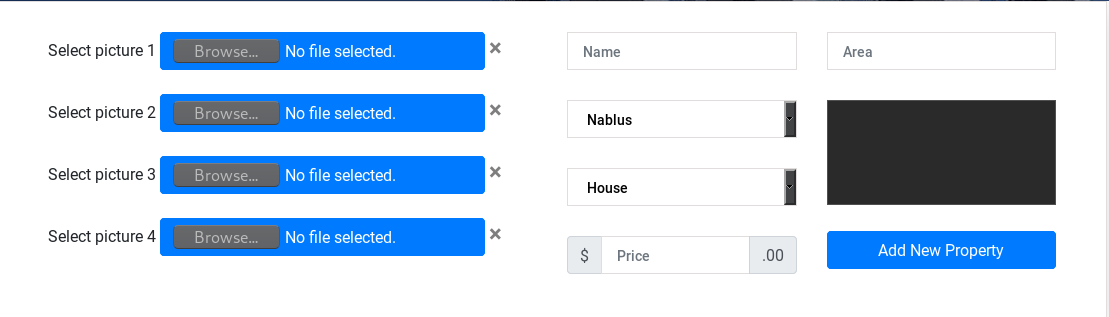 Select picture 1 Browse... No file selected. ×
Select picture 2 Browse... No file selected. ×
Select picture 3 Browse... No file selected. ×
Select picture 4 Browse... No file selected. ×
Name
Nablus
House
$ Price .00
Area
Add New Property